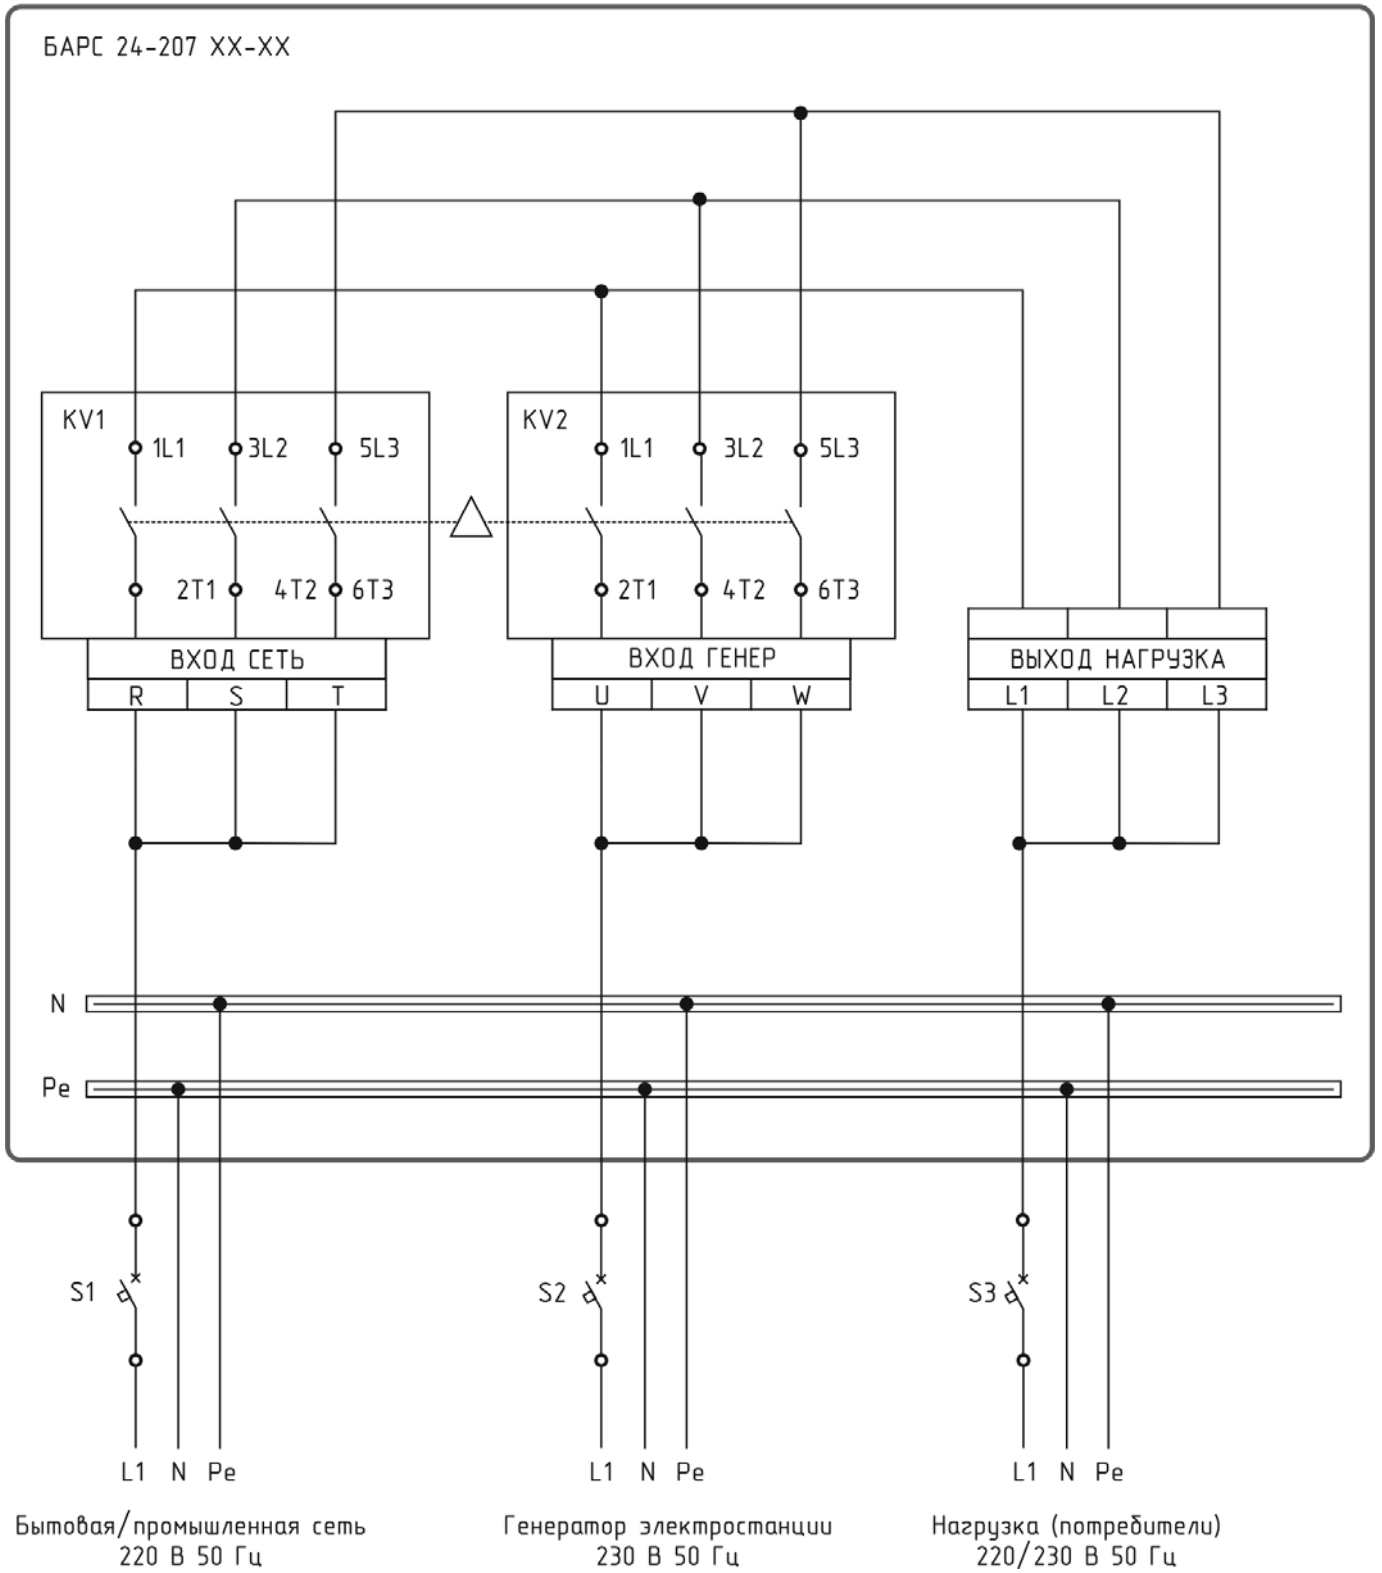 БАРС 24-207 XX-XX
KV1
1L1 3L2 5L3
KV2
1L1 3L2 5L3
2T1 4T2 6T3
2T1 4T2 6T3
ВХОД СЕТЬ
R S T
ВХОД ГЕНЕР
U V W
ВЫХОД НАГРУЗКА
L1 L2 L3
N
Pe
S1
S2
S3
L1 N Pe
L1 N Pe
L1 N Pe
Бытовая/промышленная сеть
220 В 50 Гц
Генератор электростанции
230 В 50 Гц
Нагрузка (потребители)
220/230 В 50 Гц